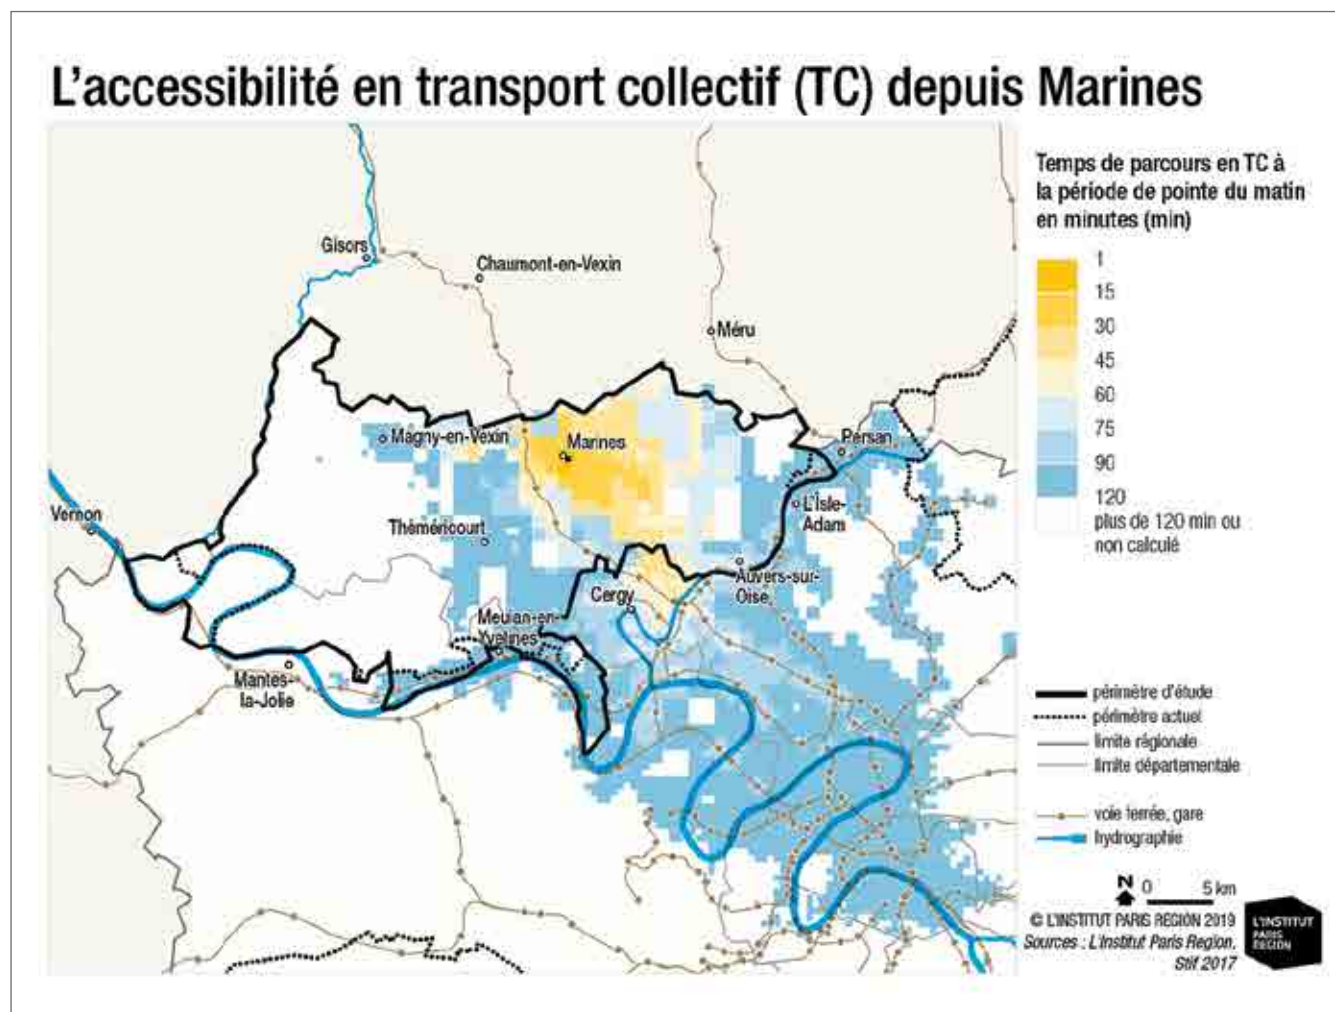 L'accessibilité en transport collectif (TC) depuis Marines
Temps de parcours en TC à
la période de pointe du matin
en minutes (min)
1
15
30
45
60
75
90
120
plus de 120 min ou
non calculé
Gisors
Chaumont-en-Vexin
Méru
Magny-en-Vexin
Marines
Persan
L'Isle-
Adam
Vernon
Théméricourt
Auvers-sur-
Oise
Cergy
Meulan-en-
Yvelines
Mantes-
la-Jolie
périmètre d'étude
périmètre actuel
limite régionale
limite départementale
voie ferrée, gare
hydrographie
N 0 5 km
© L'INSTITUT PARIS REGION 2019
Sources : L'Institut Paris Region,
Stif 2017
L'INSTITUT
PARIS
REGION